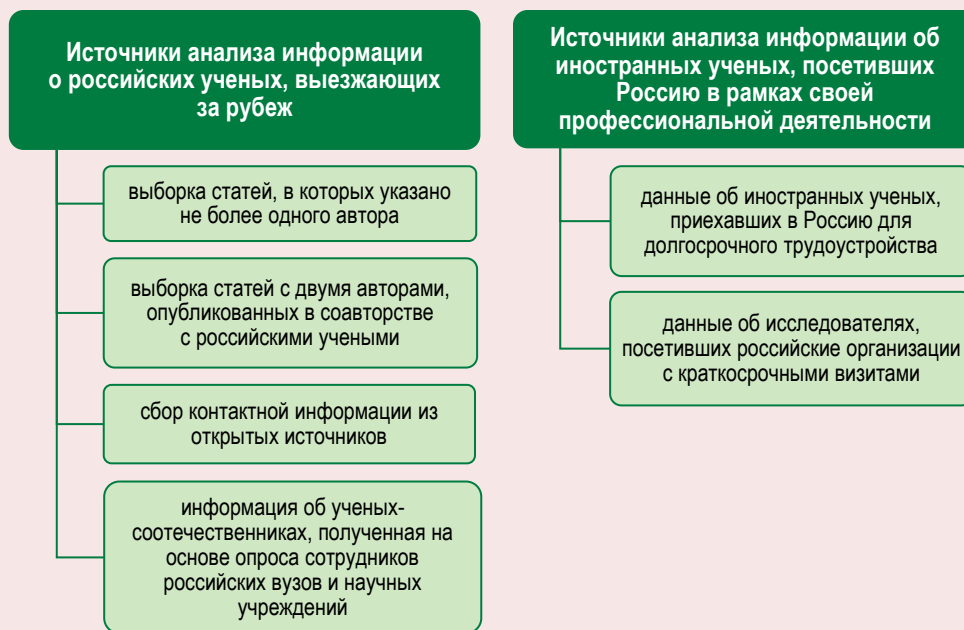 Источники анализа информации
о российских ученых, выезжающих
за рубеж
выборка статей, в которых указано
не более одного автора
выборка статей с двумя авторами,
опубликованных в соавторстве
с российскими учеными
сбор контактной информации из
открытых источников
информация об ученых-
соотечественниках, полученная на
основе опроса сотрудников
российских вузов и научных
учреждений
Источники анализа информации об
иностранных ученых, посетивших
Россию в рамках своей
профессиональной деятельности
данные об иностранных ученых,
приехавших в Россию для
долгосрочного трудоустройства
данные об исследователях,
посетивших российские организации
с краткосрочными визитами